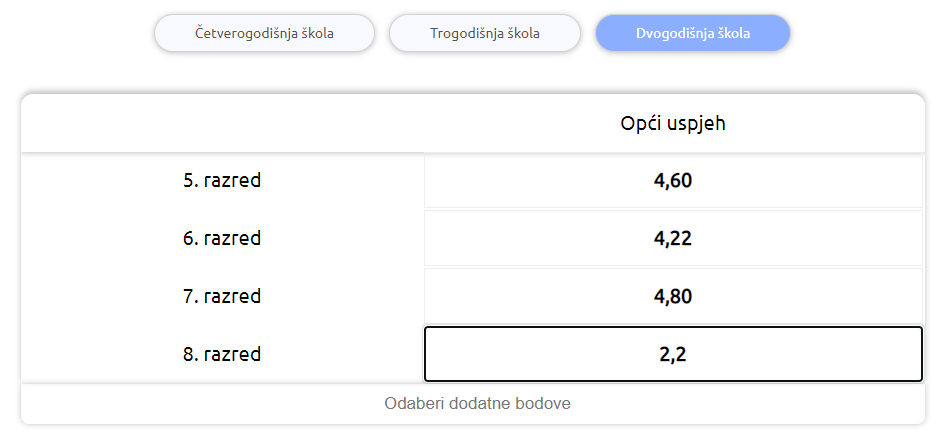 Četverogodišnja škola Trogodišnja škola Dvogodišnja škola
Opći uspjeh
5. razred 4,60
6. razred 4,22
7. razred 4,80
8. razred 2,2
Odaberi dodatne bodove